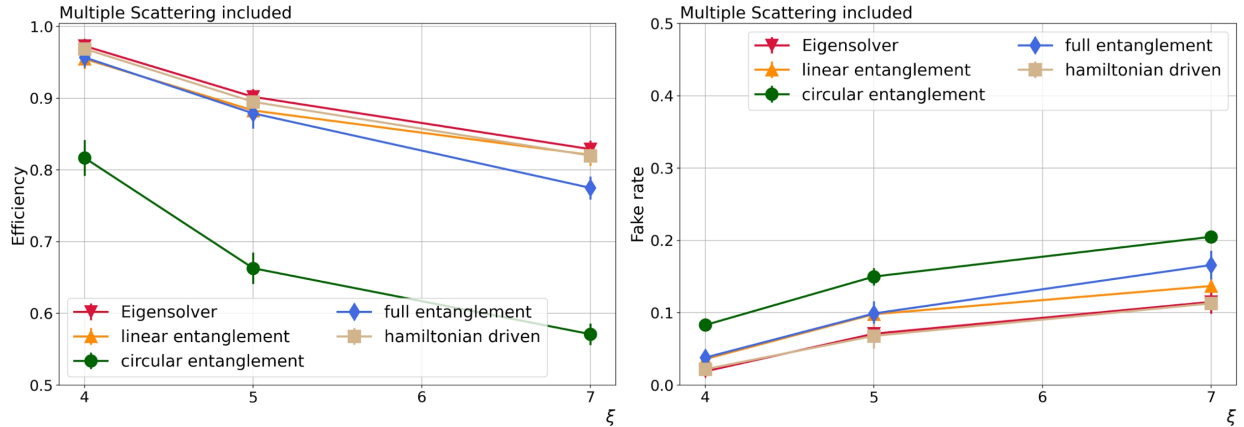 Multiple Scattering included
1.0
0.9
0.8
0.7
0.6
0.5
Efficiency
Eigensolver
linear entanglement
circular entanglement
full entanglement
hamiltonian driven
4 5 6 7
ξ
Multiple Scattering included
0.5
0.4
0.3
0.2
0.1
0.0
Fake rate
Eigensolver
linear entanglement
circular entanglement
full entanglement
hamiltonian driven
4 5 6 7
ξ